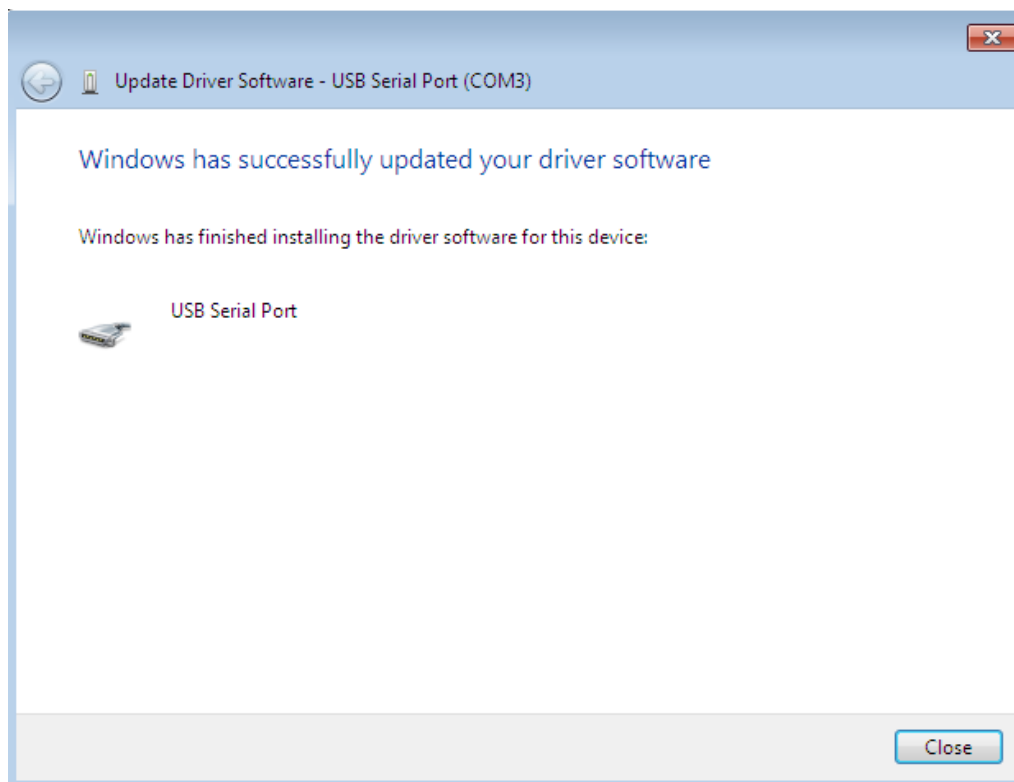 Update Driver Software - USB Serial Port (COM3)
Windows has successfully updated your driver software
Windows has finished installing the driver software for this device:
USB Serial Port
Close